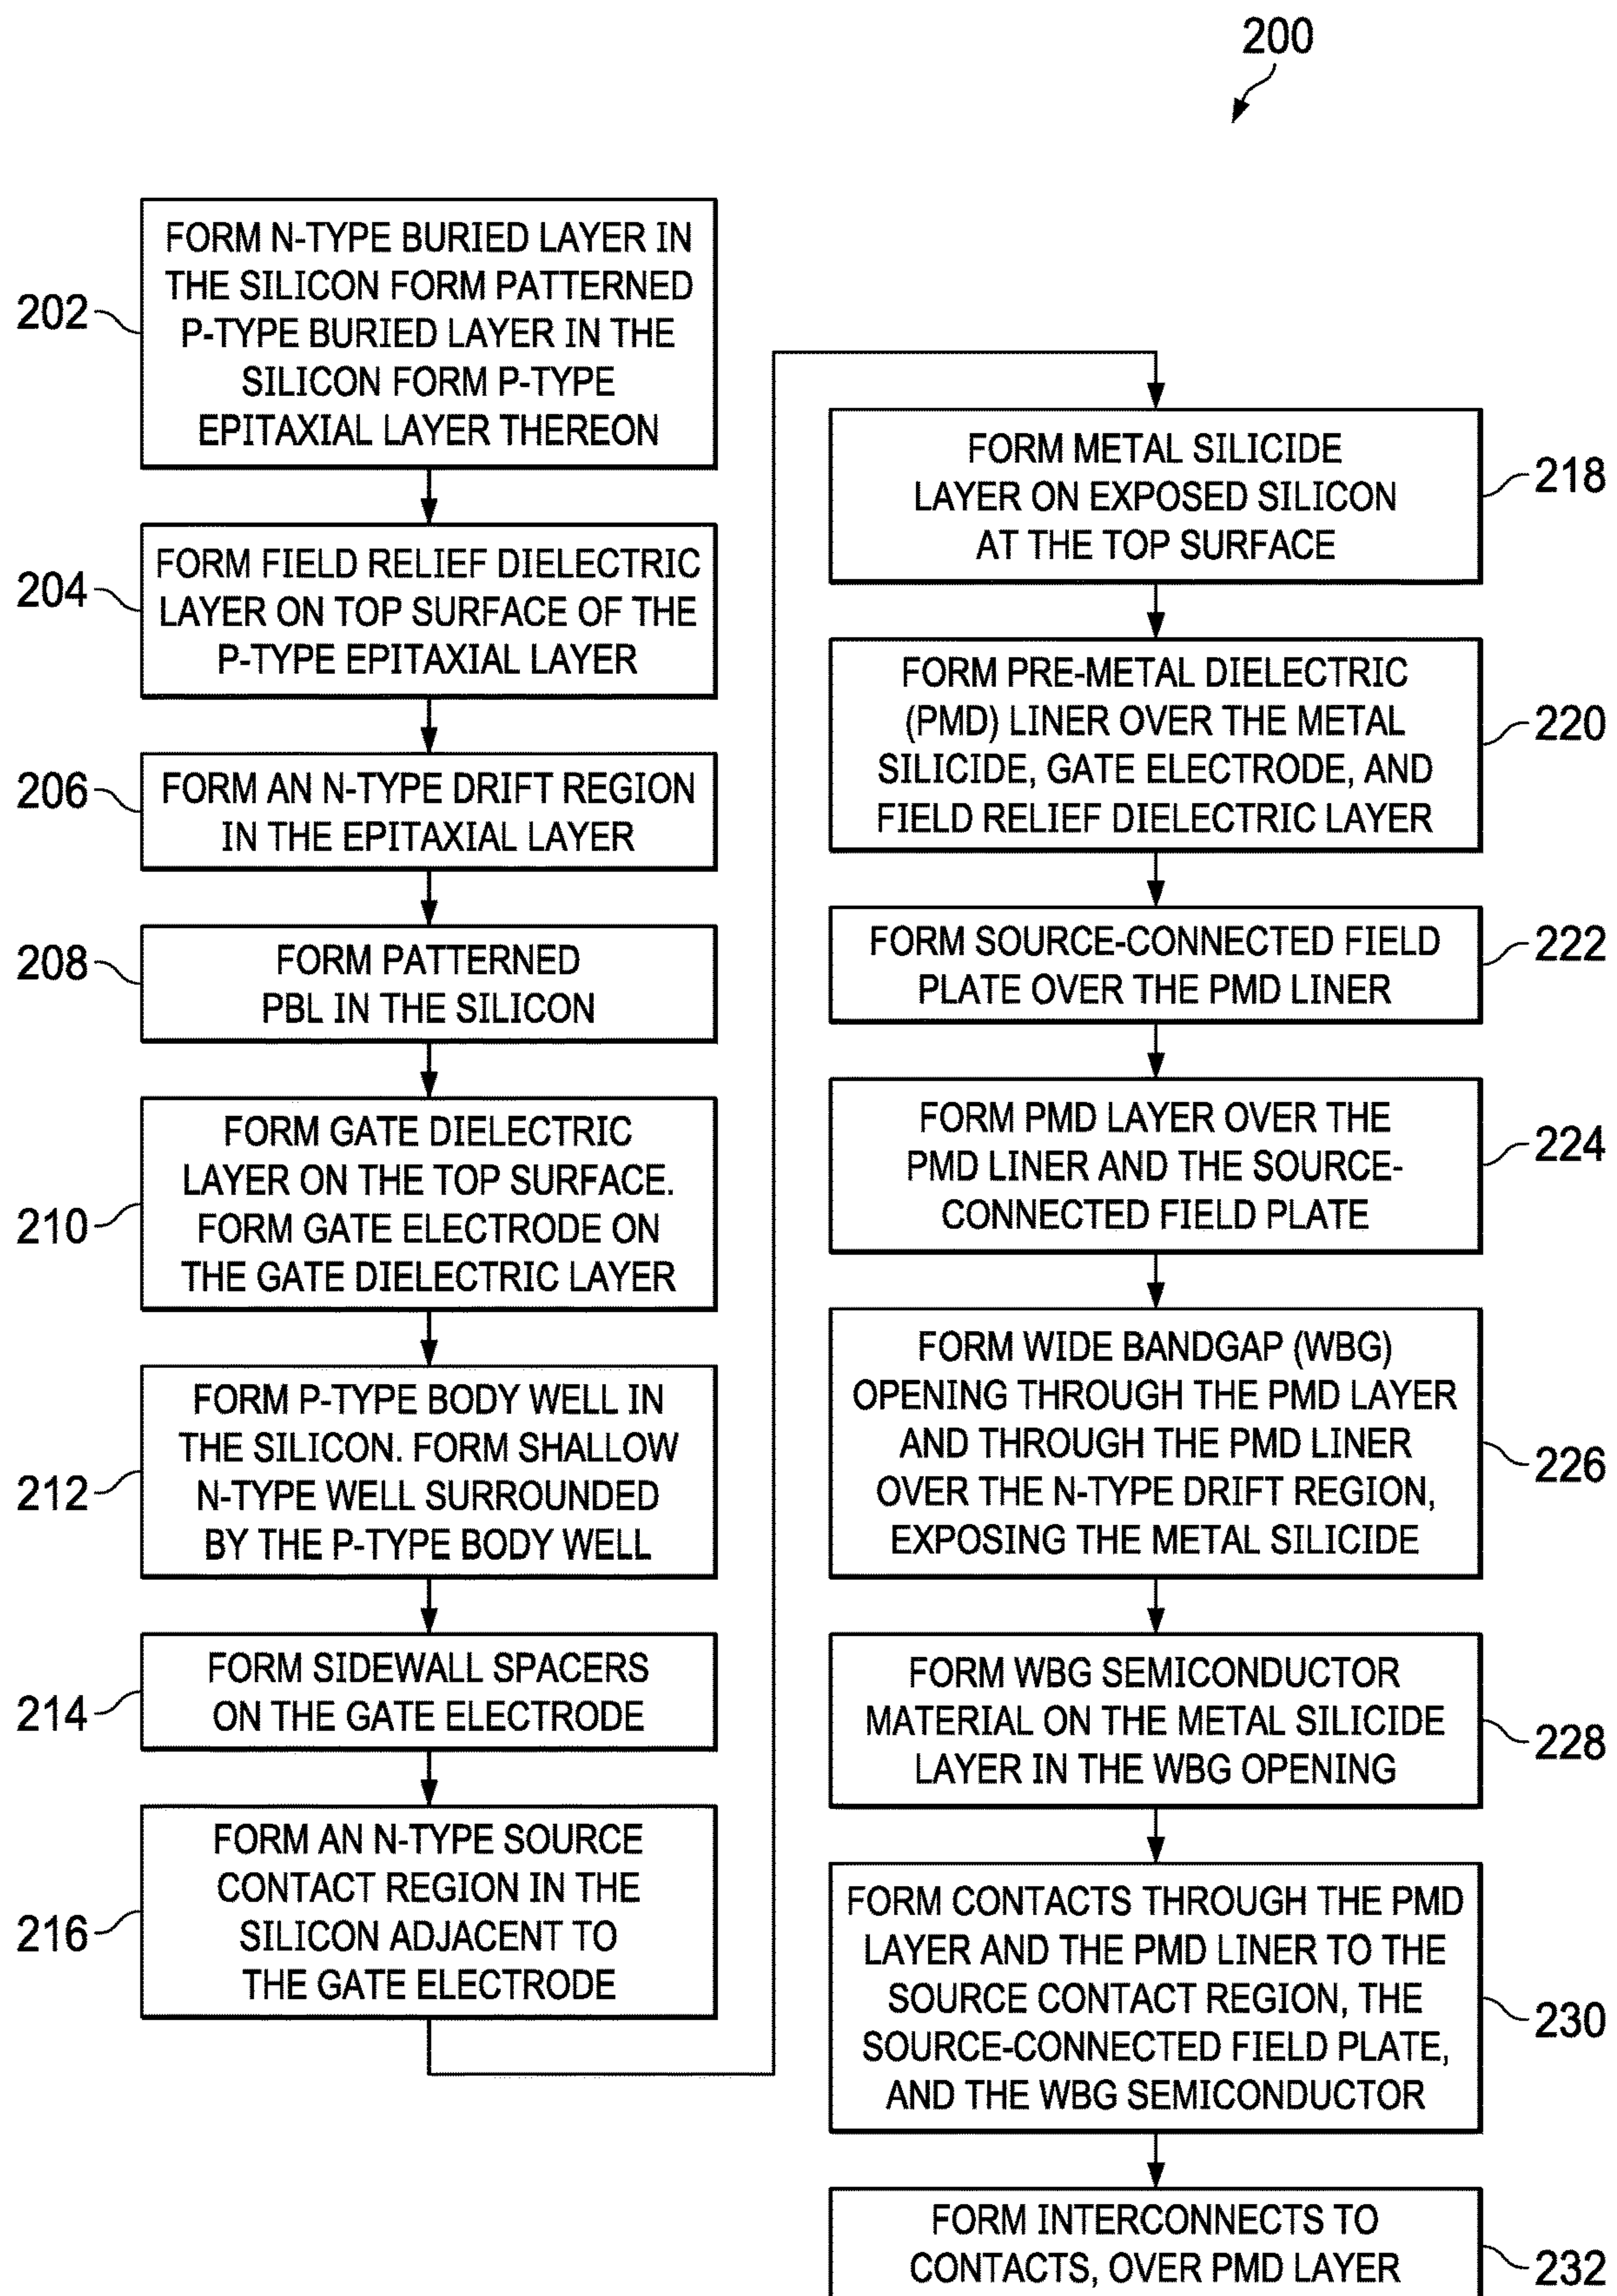 200
202
FORM N-TYPE BURIED LAYER IN
THE SILICON FORM PATTERNED
P-TYPE BURIED LAYER IN THE
SILICON FORM P-TYPE
EPITAXIAL LAYER THEREON
204
FORM FIELD RELIEF DIELECTRIC
LAYER ON TOP SURFACE OF THE
P-TYPE EPITAXIAL LAYER
206
FORM AN N-TYPE DRIFT REGION
IN THE EPITAXIAL LAYER
208
FORM PATTERNED
PBL IN THE SILICON
210
FORM GATE DIELECTRIC
LAYER ON THE TOP SURFACE.
FORM GATE ELECTRODE ON
THE GATE DIELECTRIC LAYER
212
FORM P-TYPE BODY WELL IN
THE SILICON. FORM SHALLOW
N-TYPE WELL SURROUNDED
BY THE P-TYPE BODY WELL
214
FORM SIDEWALL SPACERS
ON THE GATE ELECTRODE
216
FORM AN N-TYPE SOURCE
CONTACT REGION IN THE
SILICON ADJACENT TO
THE GATE ELECTRODE
FORM METAL SILICIDE
LAYER ON EXPOSED SILICON
AT THE TOP SURFACE
218
FORM PRE-METAL DIELECTRIC
(PMD) LINER OVER THE METAL
SILICIDE, GATE ELECTRODE, AND
FIELD RELIEF DIELECTRIC LAYER
220
FORM SOURCE-CONNECTED FIELD
PLATE OVER THE PMD LINER
222
FORM PMD LAYER OVER THE
PMD LINER AND THE SOURCE-
CONNECTED FIELD PLATE
224
FORM WIDE BANDGAP (WBG)
OPENING THROUGH THE PMD LAYER
AND THROUGH THE PMD LINER
OVER THE N-TYPE DRIFT REGION,
EXPOSING THE METAL SILICIDE
226
FORM WBG SEMICONDUCTOR
MATERIAL ON THE METAL SILICIDE
LAYER IN THE WBG OPENING
228
FORM CONTACTS THROUGH THE PMD
LAYER AND THE PMD LINER TO THE
SOURCE CONTACT REGION, THE
SOURCE-CONNECTED FIELD PLATE,
AND THE WBG SEMICONDUCTOR
230
FORM INTERCONNECTS TO
CONTACTS, OVER PMD LAYER
232